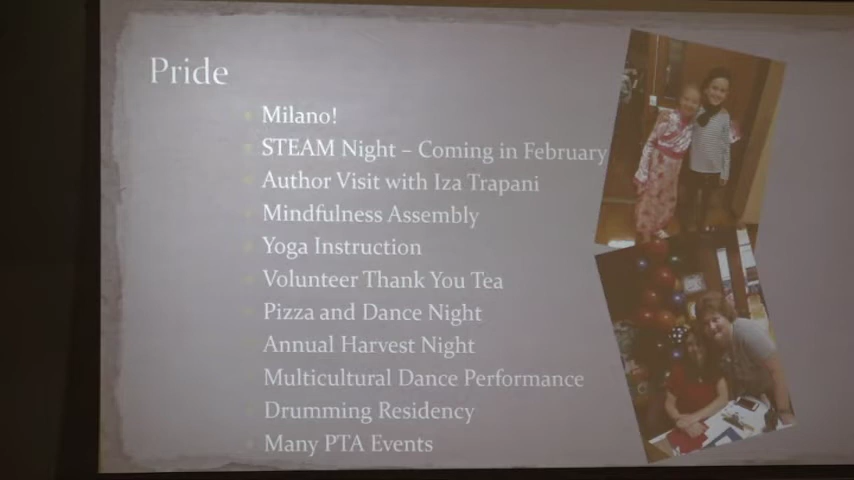 Pride
Milano!
STEAM Night – Coming in February
Author Visit with Iza Trapani
Mindfulness Assembly
Yoga Instruction
Volunteer Thank You Tea
Pizza and Dance Night
Annual Harvest Night
Multicultural Dance Performance
Drumming Residency
Many PTA Events